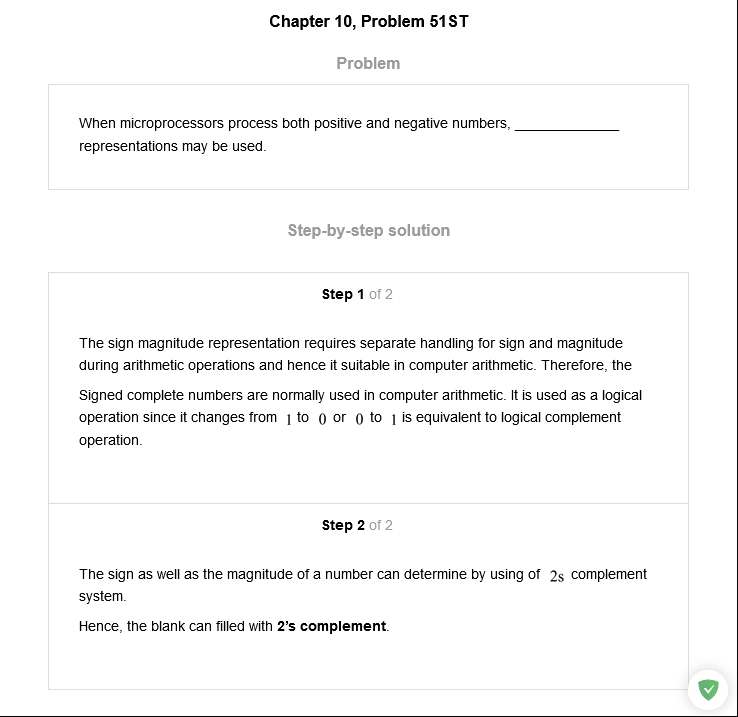 Chapter 10, Problem 51ST
Problem
When microprocessors process both positive and negative numbers, ______________
representations may be used.
Step-by-step solution
Step 1 of 2
The sign magnitude representation requires separate handling for sign and magnitude
during arithmetic operations and hence it suitable in computer arithmetic. Therefore, the
Signed complete numbers are normally used in computer arithmetic. It is used as a logical
operation since it changes from 1 to 0 or 0 to 1 is equivalent to logical complement
operation.
Step 2 of 2
The sign as well as the magnitude of a number can determine by using of 2s complement
system.
Hence, the blank can filled with 2’s complement.